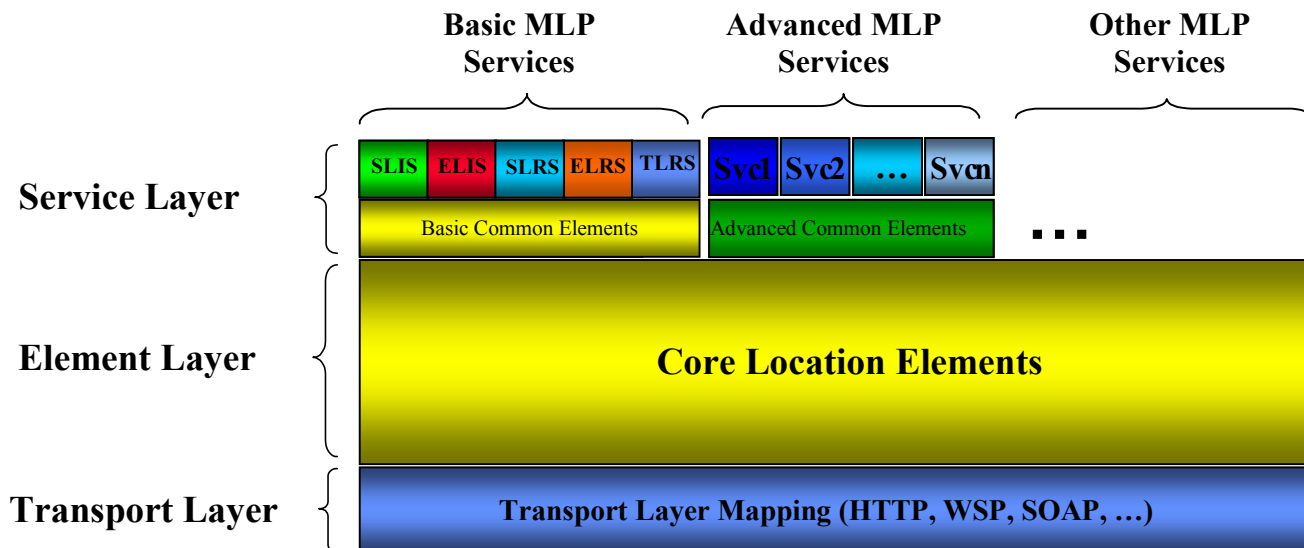 Basic MLP
Services
Advanced MLP
Services
Other MLP
Services
Service Layer
SLIS
ELIS
SLRS
ELRS
TLRS
Svc1
Svc2
…
Svcn
Basic Common Elements
Advanced Common Elements
…
Element Layer
Core Location Elements
Transport Layer
Transport Layer Mapping (HTTP, WSP, SOAP, …)